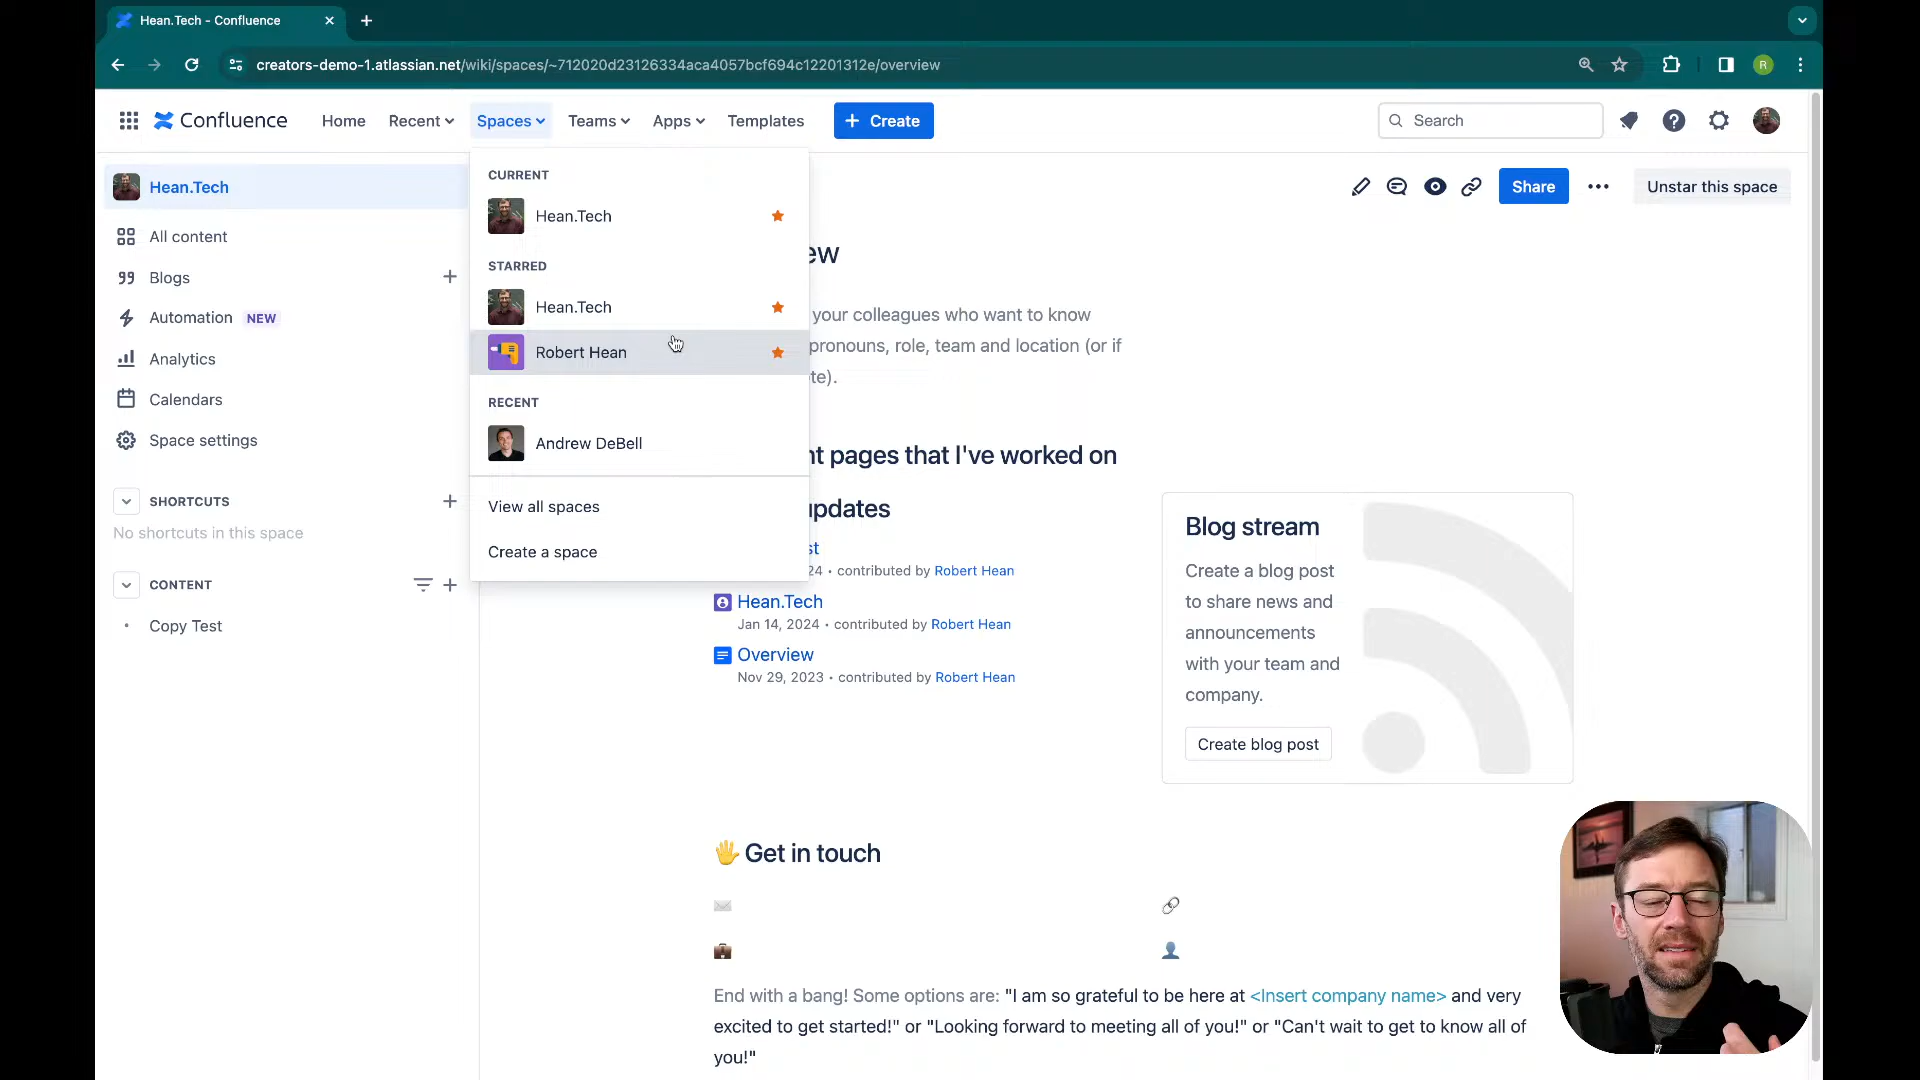 Hean.Tech - Confluence
creators-demo-1.atlassian.net/wiki/spaces/~712020d23126334aca4057bcf694c12201312e/overview
R
Confluence
Home
Recent
Spaces
Teams
Apps
Templates
+ Create
Search
Hean.Tech
All content
Blogs
Automation NEW
Analytics
Calendars
Space settings
SHORTCUTS
No shortcuts in this space
CONTENT
Copy Test
CURRENT
Hean.Tech
STARRED
Hean.Tech
Robert Hean
RECENT
Andrew DeBell
View all spaces
Create a space
Share
Unstar this space
ew
your colleagues who want to know
pronouns, role, team and location (or if
te).
nt pages that I've worked on
updates
st
24 • contributed by Robert Hean
Hean.Tech
Jan 14, 2024 • contributed by Robert Hean
Overview
Nov 29, 2023 • contributed by Robert Hean
Blog stream
Create a blog post
to share news and
announcements
with your team and
company.
Create blog post
Get in touch
End with a bang! Some options are: "I am so grateful to be here at <Insert company name> and very
excited to get started!" or "Looking forward to meeting all of you!" or "Can't wait to get to know all of
you!"